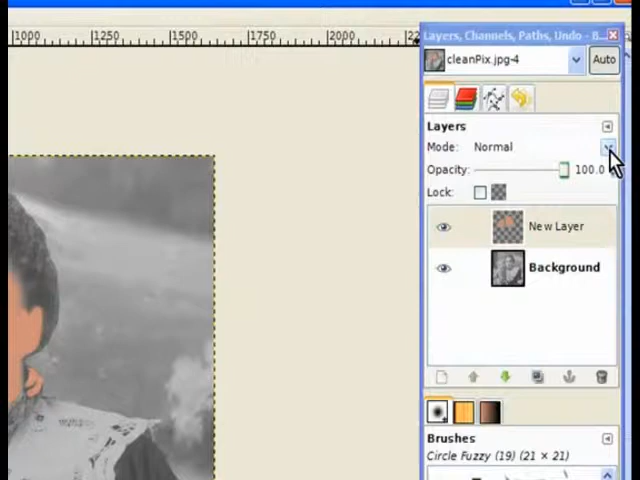 1000 1250 1500 1750 2000 22
Layers, Channels, Paths, Undo - B...
cleanPix.jpg-4 Auto
Layers
Mode: Normal
Opacity: 100.0
Lock:
New Layer
Background
Brushes
Circle Fuzzy (19) (21 × 21)